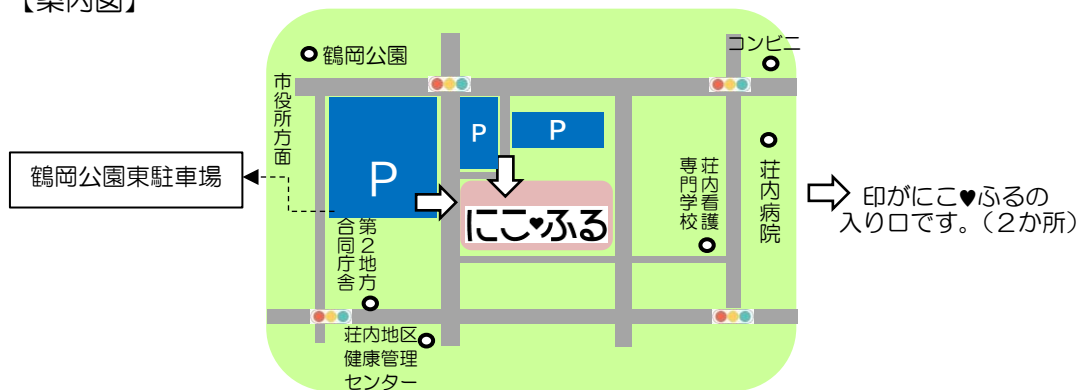 【案内図】
鶴岡公園
コンビニ
市役所方面
P
P
P
鶴岡公園東駐車場
にこ♥ふる
荘内看護
専門学校
荘内病院
印がにこ♥ふるの
入り口です。（２か所）
第２地方
合同庁舎
荘内地区
健康管理
センター